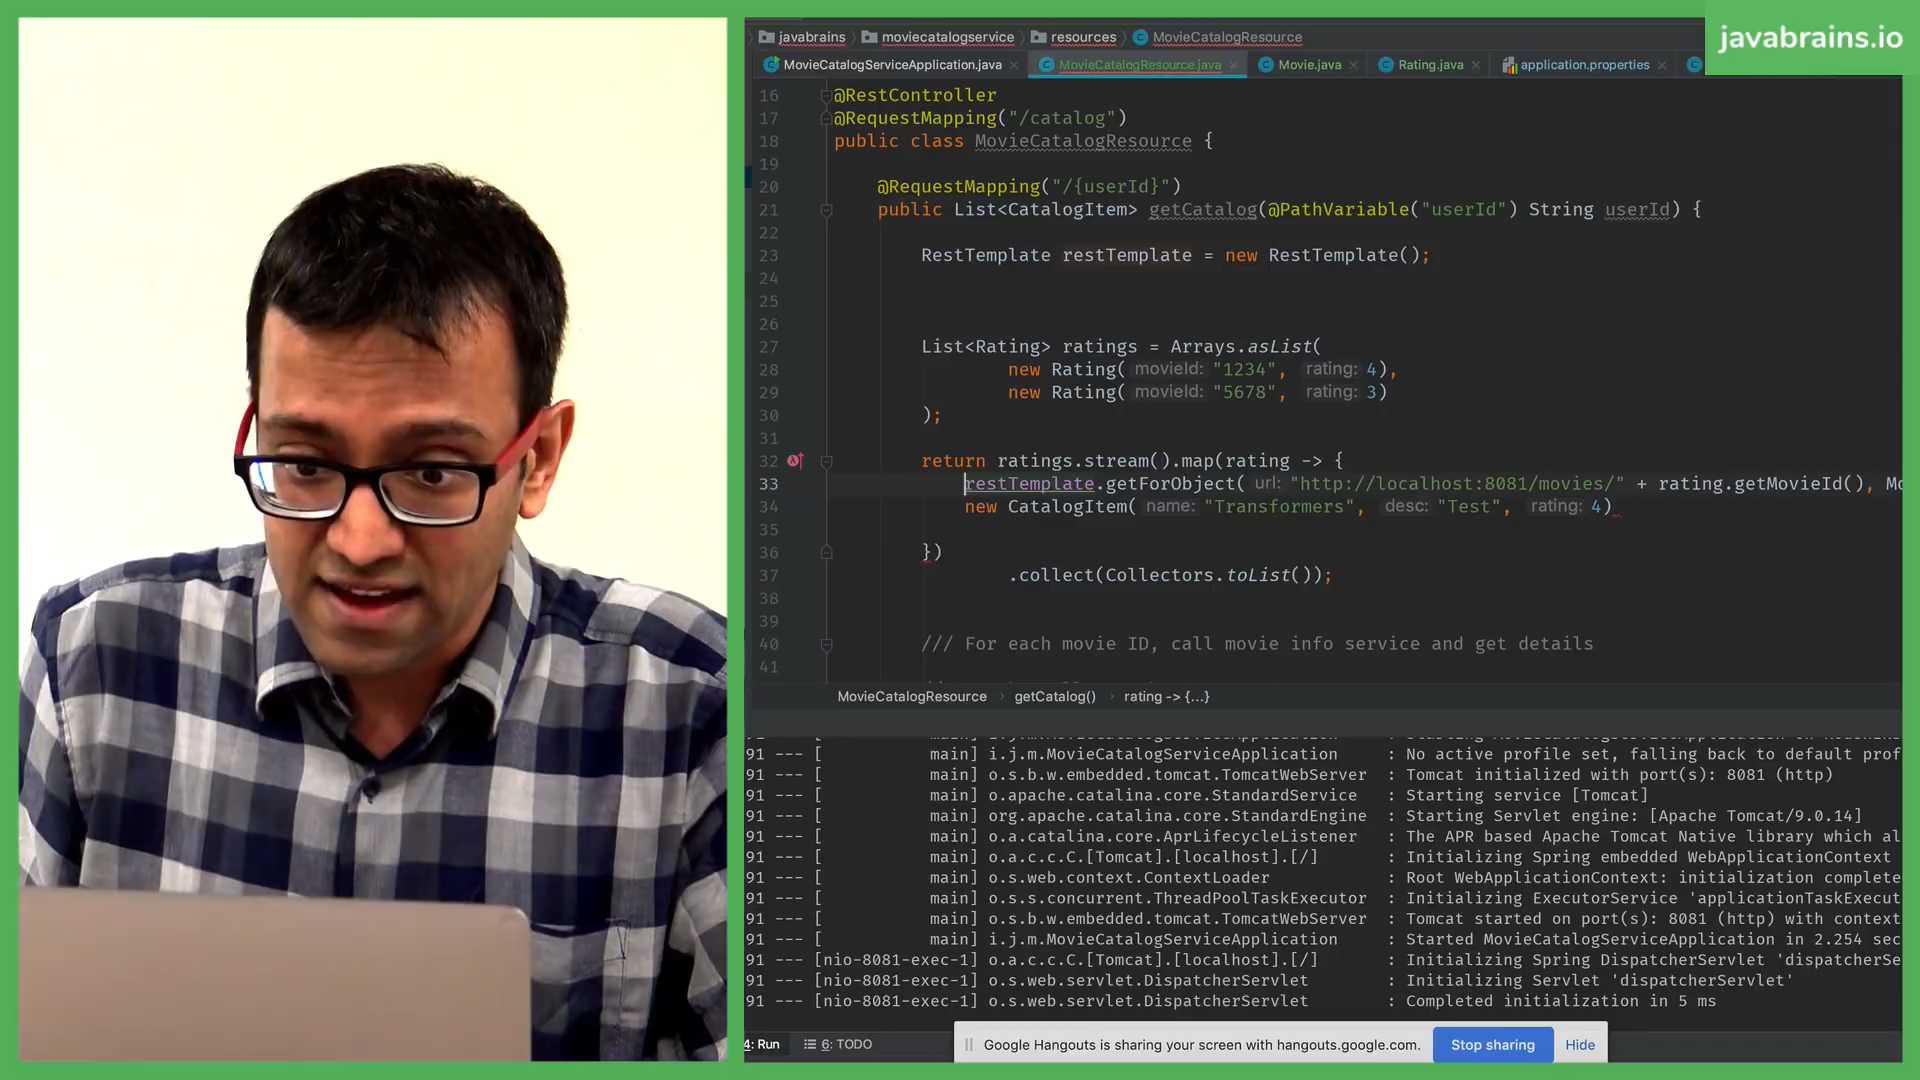 javabrains.io
javabrains moviecatalogservice resources MovieCatalogResource
MovieCatalogServiceApplication.java MovieCatalogResource.java Movie.java Rating.java application.properties
16 @RestController
17 @RequestMapping("/catalog")
18 public class MovieCatalogResource {
19
20 @RequestMapping("/{userId}")
21 public List<CatalogItem> getCatalog(@PathVariable("userId") String userId) {
22
23 RestTemplate restTemplate = new RestTemplate();
24
25
26
27 List<Rating> ratings = Arrays.asList(
28 new Rating( movieId: "1234", rating: 4),
29 new Rating( movieId: "5678", rating: 3)
30 );
31
32 return ratings.stream().map(rating -> {
33 restTemplate.getForObject( url: "http://localhost:8081/movies/" + rating.getMovieId(), Mo
34 new CatalogItem( name: "Transformers", desc: "Test", rating: 4)
35
36 })
37 .collect(Collectors.toList());
38
39
40 /// For each movie ID, call movie info service and get details
41
MovieCatalogResource › getCatalog() › rating -> {...}
91 --- [ main] i.j.m.MovieCatalogServiceApplication : No active profile set, falling back to default prof
91 --- [ main] o.s.b.w.embedded.tomcat.TomcatWebServer : Tomcat initialized with port(s): 8081 (http)
91 --- [ main] o.apache.catalina.core.StandardService : Starting service [Tomcat]
91 --- [ main] org.apache.catalina.core.StandardEngine : Starting Servlet engine: [Apache Tomcat/9.0.14]
91 --- [ main] o.a.catalina.core.AprLifecycleListener : The APR based Apache Tomcat Native library which al
91 --- [ main] o.a.c.c.C.[Tomcat].[localhost].[/] : Initializing Spring embedded WebApplicationContext
91 --- [ main] o.s.web.context.ContextLoader : Root WebApplicationContext: initialization complete
91 --- [ main] o.s.s.concurrent.ThreadPoolTaskExecutor : Initializing ExecutorService 'applicationTaskExecut
91 --- [ main] o.s.b.w.embedded.tomcat.TomcatWebServer : Tomcat started on port(s): 8081 (http) with context
91 --- [ main] i.j.m.MovieCatalogServiceApplication : Started MovieCatalogServiceApplication in 2.254 sec
91 --- [nio-8081-exec-1] o.a.c.c.C.[Tomcat].[localhost].[/] : Initializing Spring DispatcherServlet 'dispatcherSe
91 --- [nio-8081-exec-1] o.s.web.servlet.DispatcherServlet : Initializing Servlet 'dispatcherServlet'
91 --- [nio-8081-exec-1] o.s.web.servlet.DispatcherServlet : Completed initialization in 5 ms
4: Run 6: TODO
Google Hangouts is sharing your screen with hangouts.google.com. Stop sharing Hide